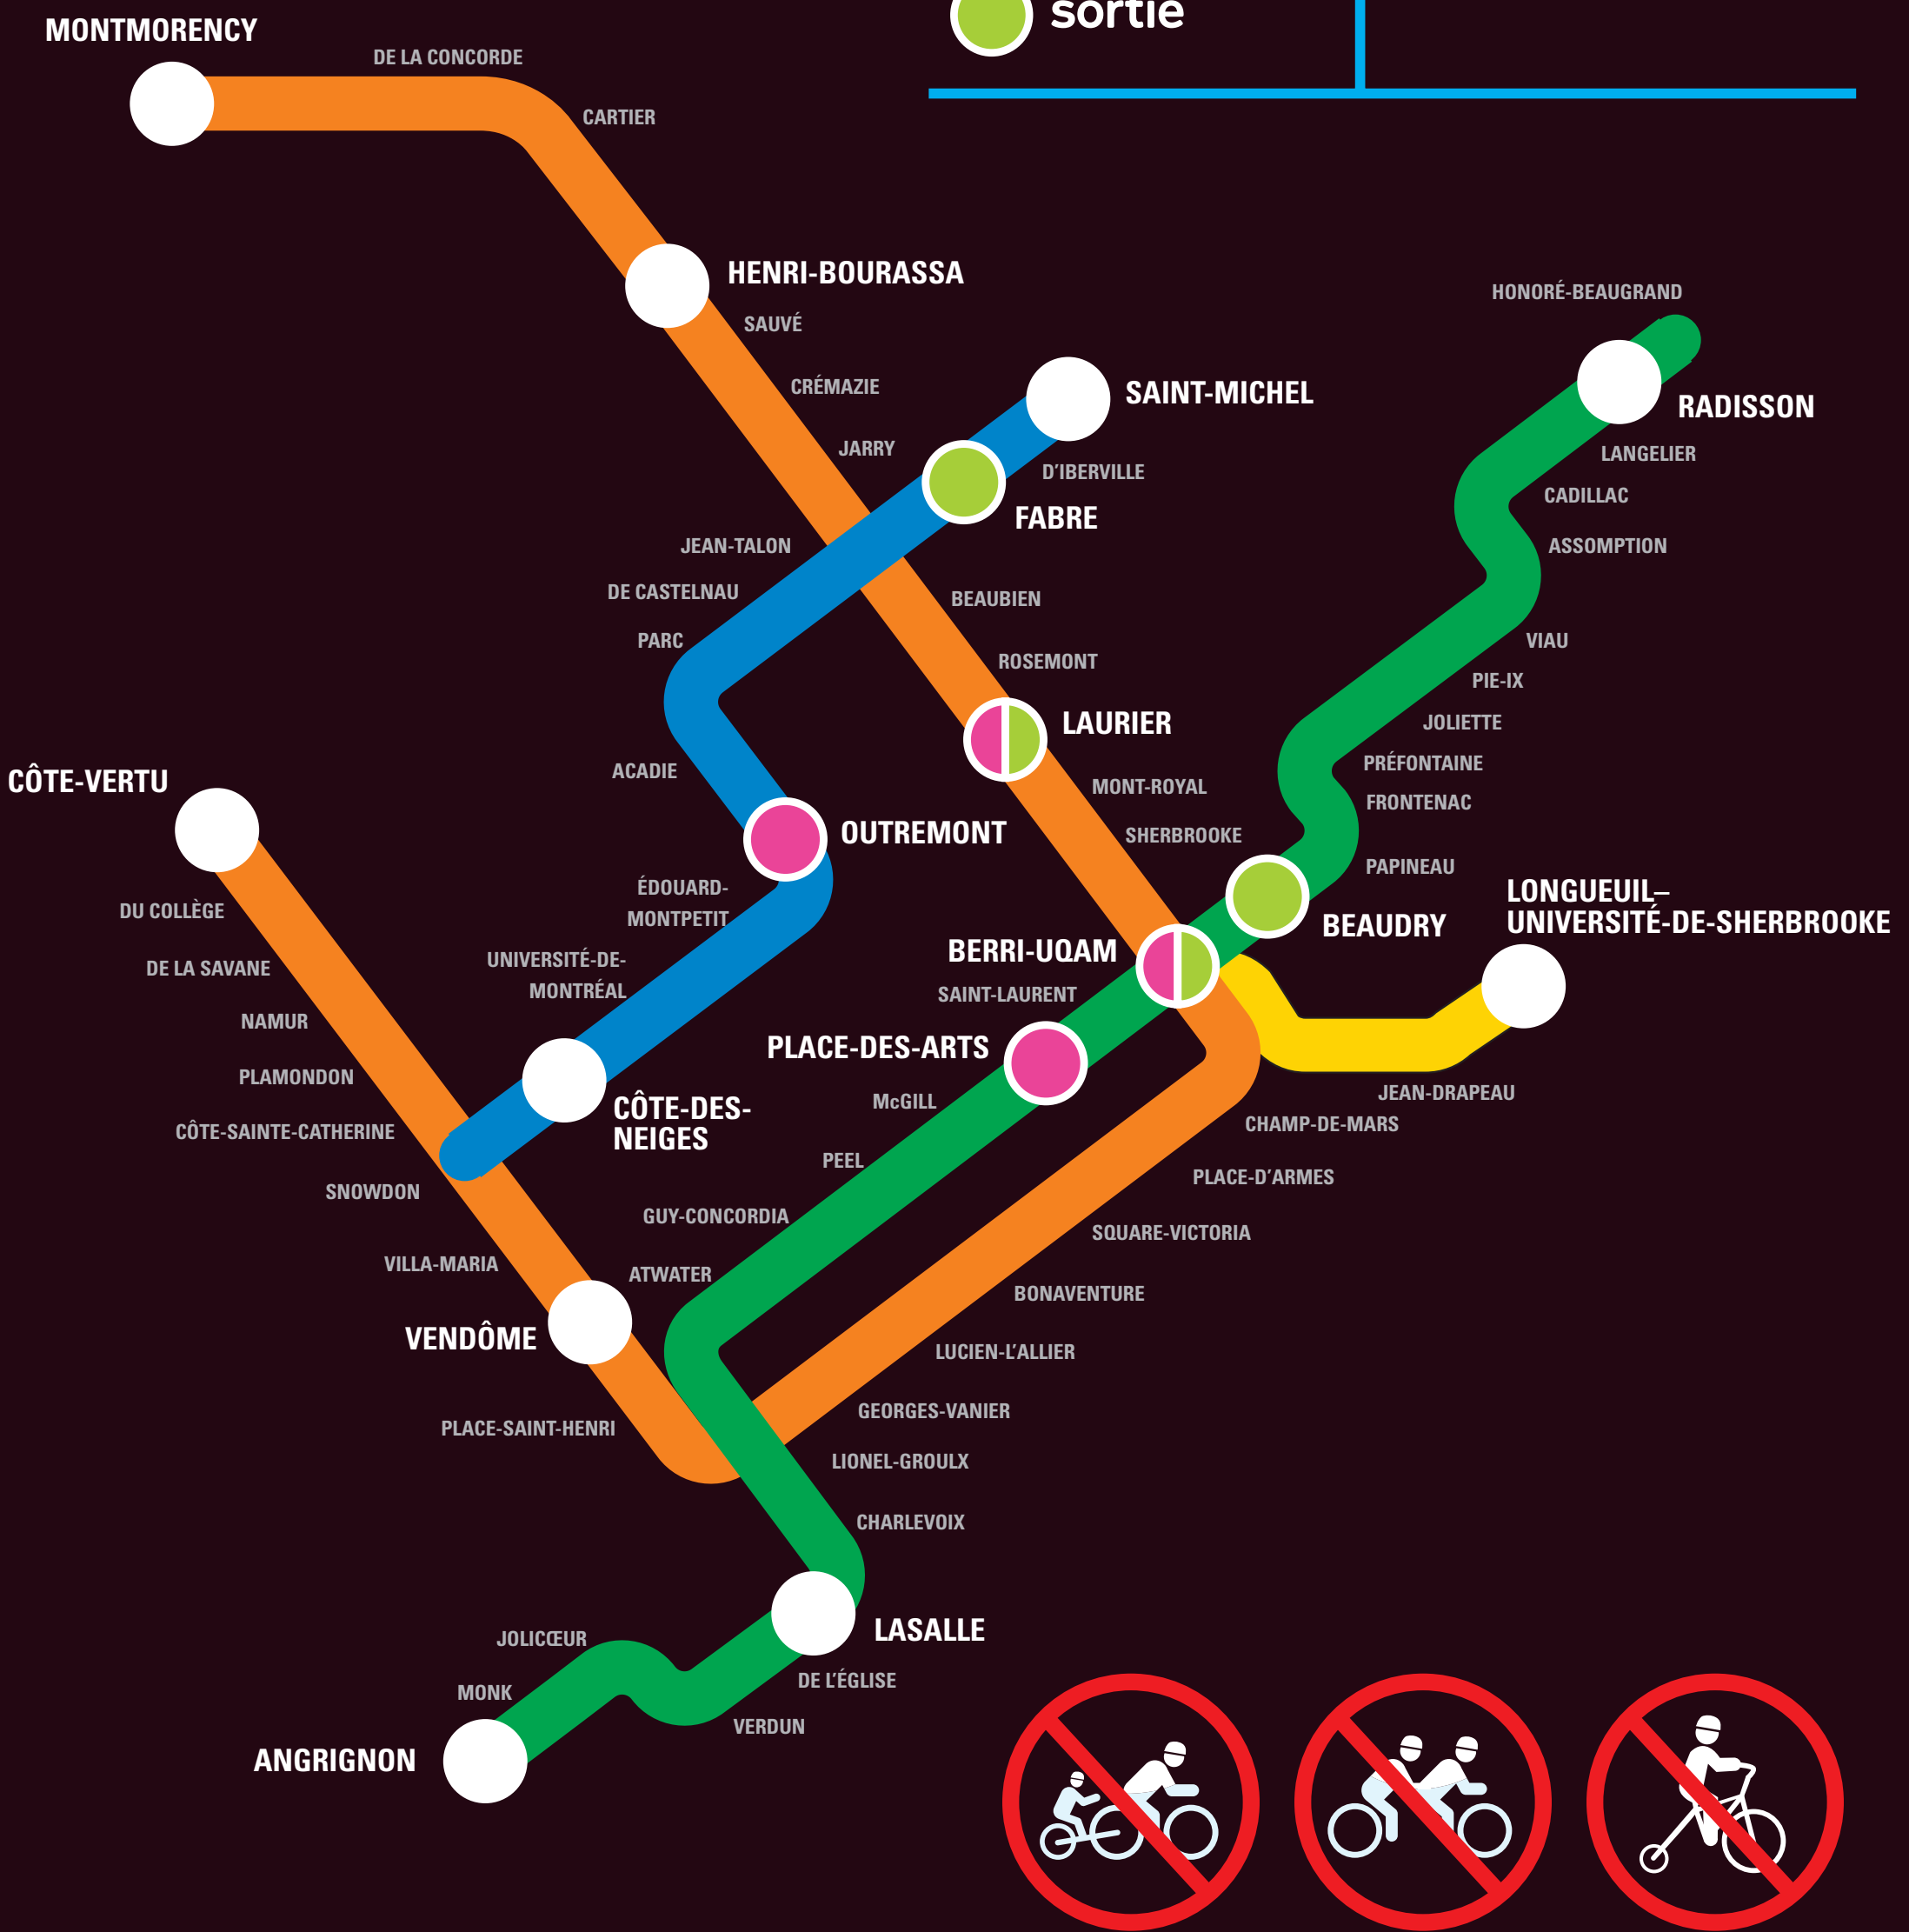 sortie
MONTMORENCY
DE LA CONCORDE
CARTIER
HENRI-BOURASSA
SAUVÉ
CRÉMAZIE
JARRY
SAINT-MICHEL
D'IBERVILLE
FABRE
HONORÉ-BEAUGRAND
RADISSON
LANGELIER
CADILLAC
ASSOMPTION
VIAU
PIE-IX
JOLIETTE
PRÉFONTAINE
FRONTENAC
PAPINEAU
BEAUDRY
JEAN-TALON
DE CASTELNAU
PARC
ACADIE
OUTREMONT
ÉDOUARD-
MONTPETIT
UNIVERSITÉ-DE-
MONTRÉAL
CÔTE-DES-
NEIGES
BEAUBIEN
ROSEMONT
LAURIER
MONT-ROYAL
SHERBROOKE
BERRI-UQAM
LONGUEUIL–
UNIVERSITÉ-DE-SHERBROOKE
JEAN-DRAPEAU
CÔTE-VERTU
DU COLLÈGE
DE LA SAVANE
NAMUR
PLAMONDON
CÔTE-SAINTE-CATHERINE
SNOWDON
VILLA-MARIA
VENDÔME
PLACE-SAINT-HENRI
SAINT-LAURENT
PLACE-DES-ARTS
McGILL
PEEL
GUY-CONCORDIA
ATWATER
CHAMP-DE-MARS
PLACE-D'ARMES
SQUARE-VICTORIA
BONAVENTURE
LUCIEN-L'ALLIER
GEORGES-VANIER
LIONEL-GROULX
CHARLEVOIX
LASALLE
DE L'ÉGLISE
VERDUN
JOLICŒUR
MONK
ANGRIGNON